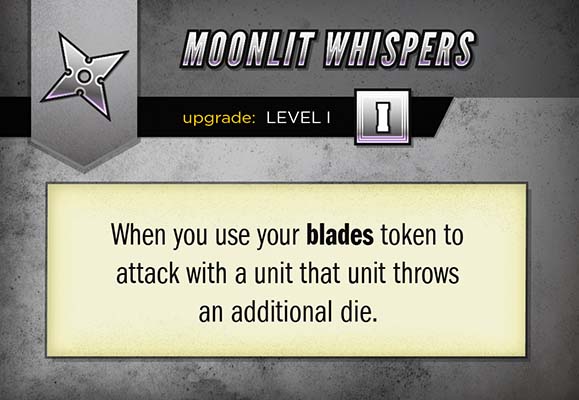 MOONLIT WHISPERS
upgrade: LEVEL I
I
When you use your blades token to
attack with a unit that unit throws
an additional die.